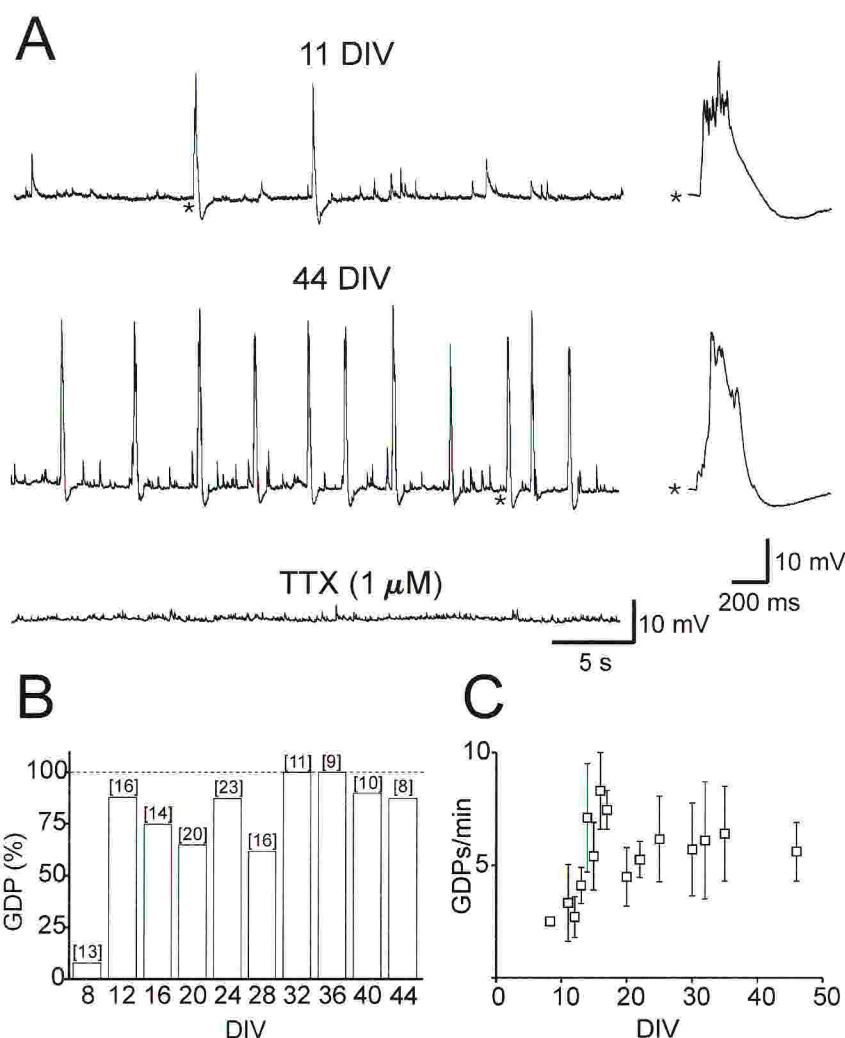 A
11 DIV
*
*
44 DIV
*
*
TTX (1 μM)
10 mV
5 s
10 mV
200 ms
B
GDP (%)
100
75
50
25
0
[13]
[16]
[14]
[20]
[23]
[16]
[11]
[9]
[10]
[8]
8 12 16 20 24 28 32 36 40 44
DIV
C
GDPs/min
10
5
0 10 20 30 40 50
DIV